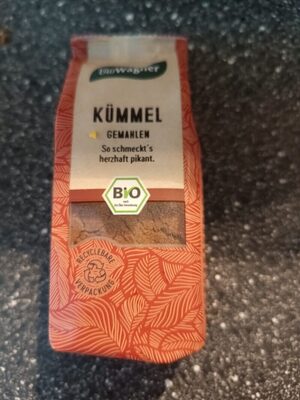 BioWagner
KÜMMEL
GEMAHLEN
So schmeckt's
herzhaft pikant.
BIO
RECYCLEBARE
VERPACKUNG